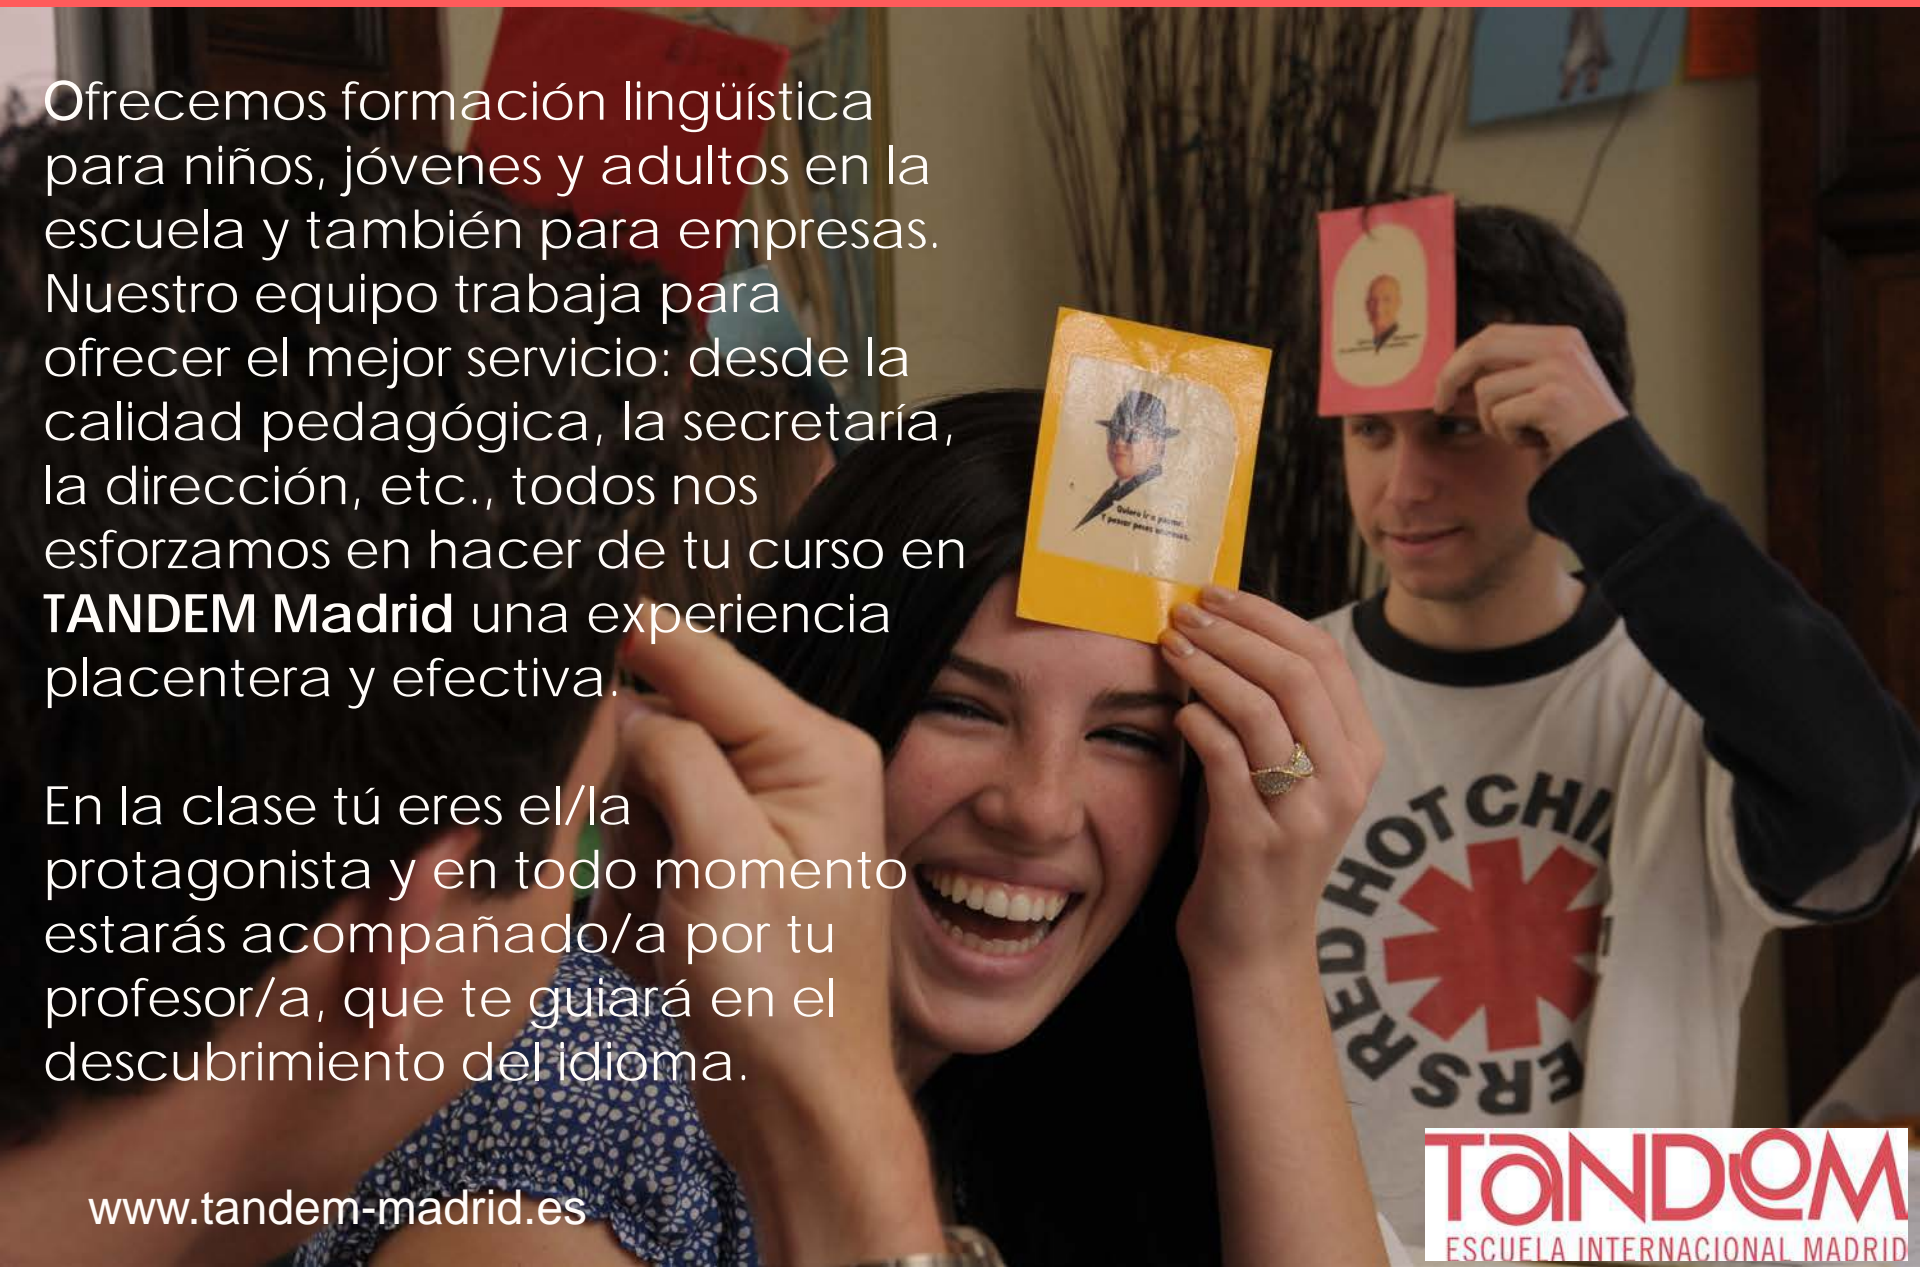 Ofrecemos formación lingüística
para niños, jóvenes y adultos en la
escuela y también para empresas.
Nuestro equipo trabaja para
ofrecer el mejor servicio: desde la
calidad pedagógica, la secretaría,
la dirección, etc., todos nos
esforzamos en hacer de tu curso en
TANDEM Madrid una experiencia
placentera y efectiva.
En la clase tú eres el/la
protagonista y en todo momento
estarás acompañado/a por tu
profesor/a, que te guiará en el
descubrimiento del idioma.
www.tandem-madrid.es
Quiero ir a
Y pescar peces
RED HOT CHI
ERS
TANDEM
ESCUELA INTERNACIONAL MADRID